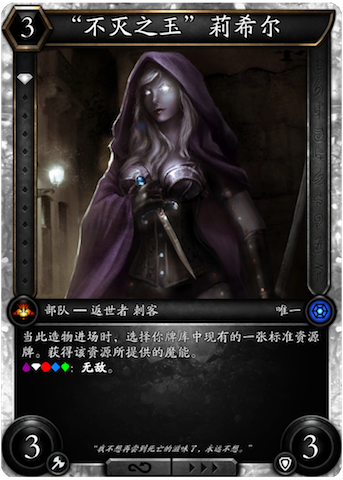 3 “不灭之玉”莉希尔
部队 — 返世者 刺客 唯一
当此造物进场时，选择你牌库中现有的一张标准资源
牌。获得该资源所提供的魔能。
：无敌。
“我不想再尝到死亡的滋味了，永远不想。”
3 3